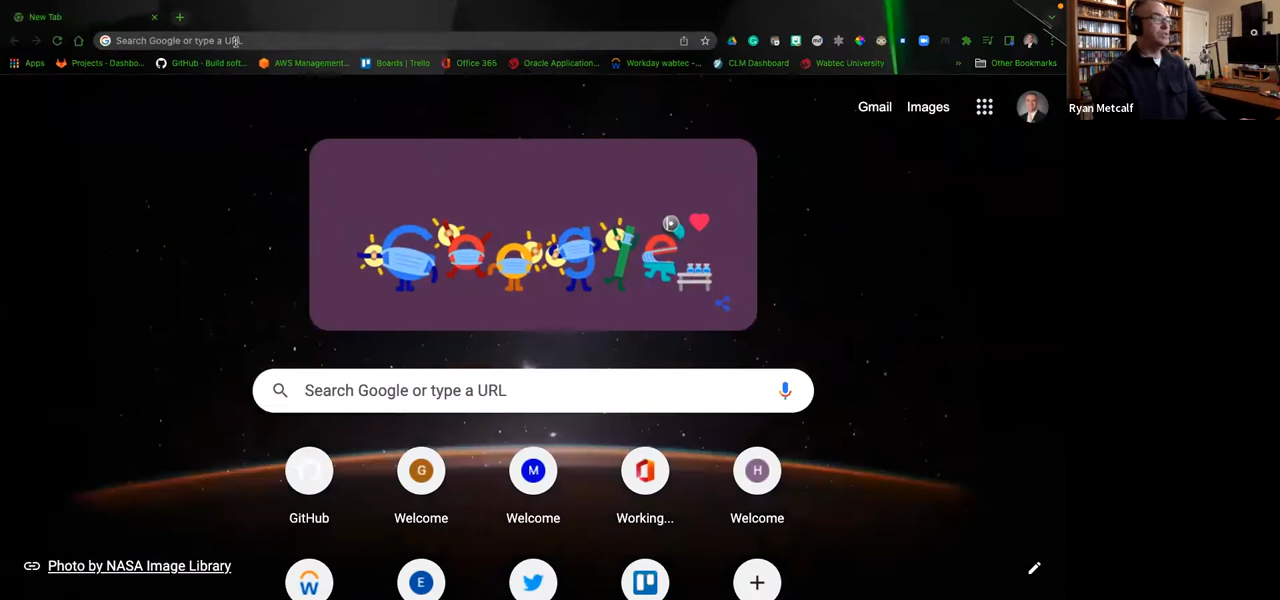 New Tab
Search Google or type a URL
Apps Projects - Dashbo... GitHub - Build soft... AWS Management... Boards | Trello Office 365 Oracle Application... Workday wabtec -... CLM Dashboard Wabtec University » Other Bookmarks
Gmail Images
Ryan Metcalf
Google
Search Google or type a URL
G M H
GitHub Welcome Welcome Working... Welcome
E
Photo by NASA Image Library